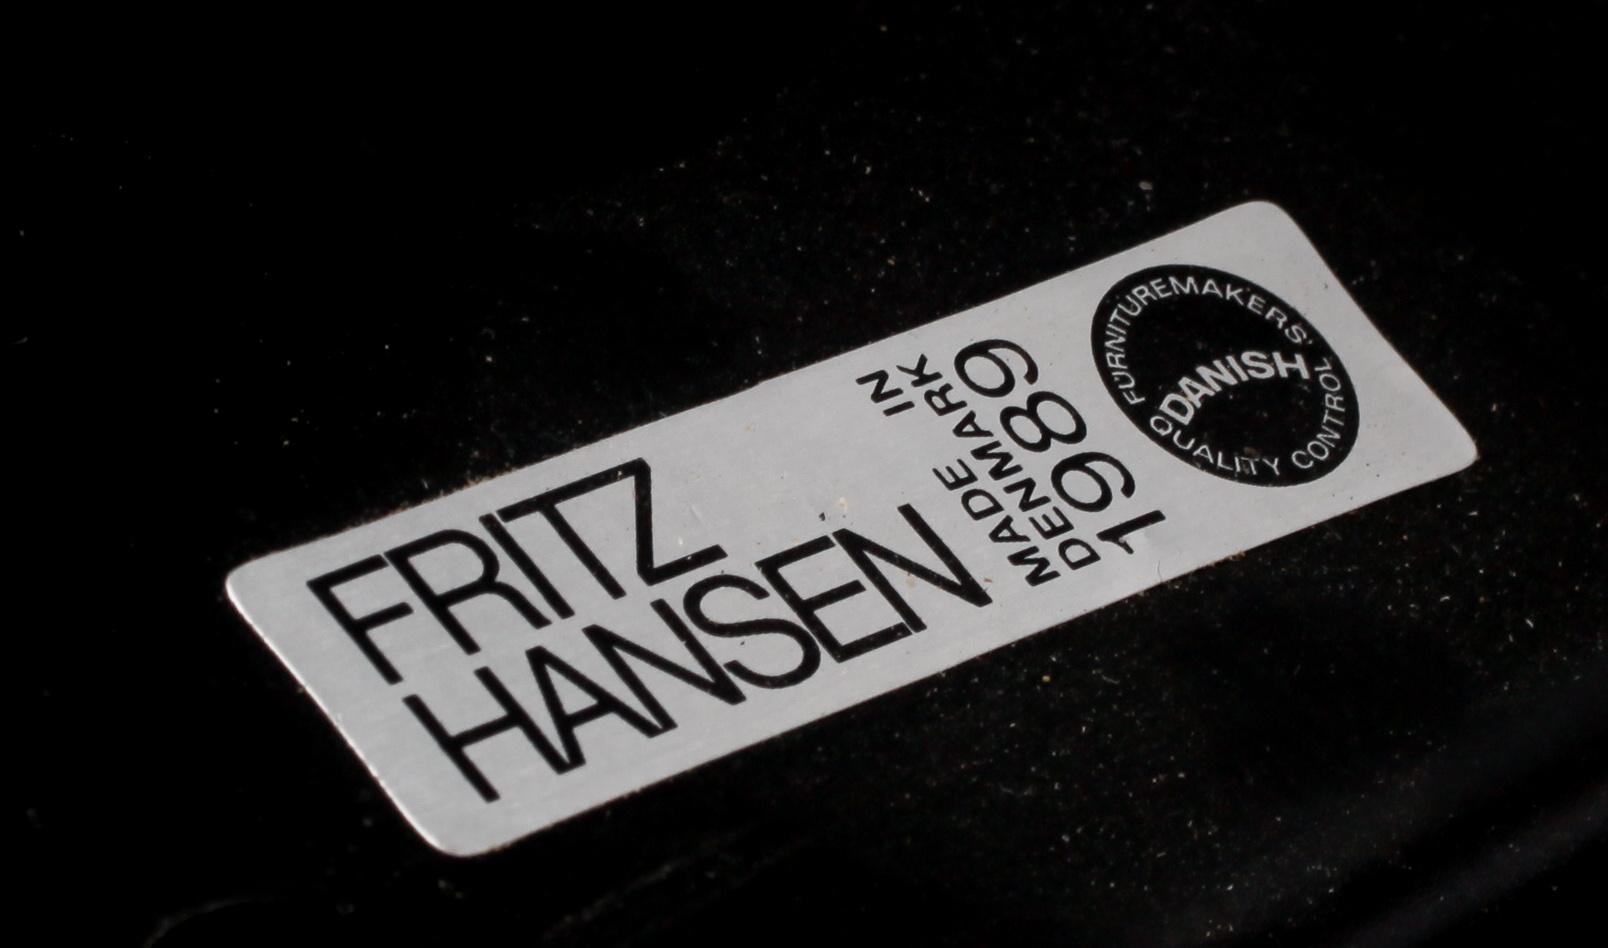 FRITZ
HANSEN
MADE IN
DENMARK
1989
FURNITUREMAKERS'
DANISH
QUALITY CONTROL